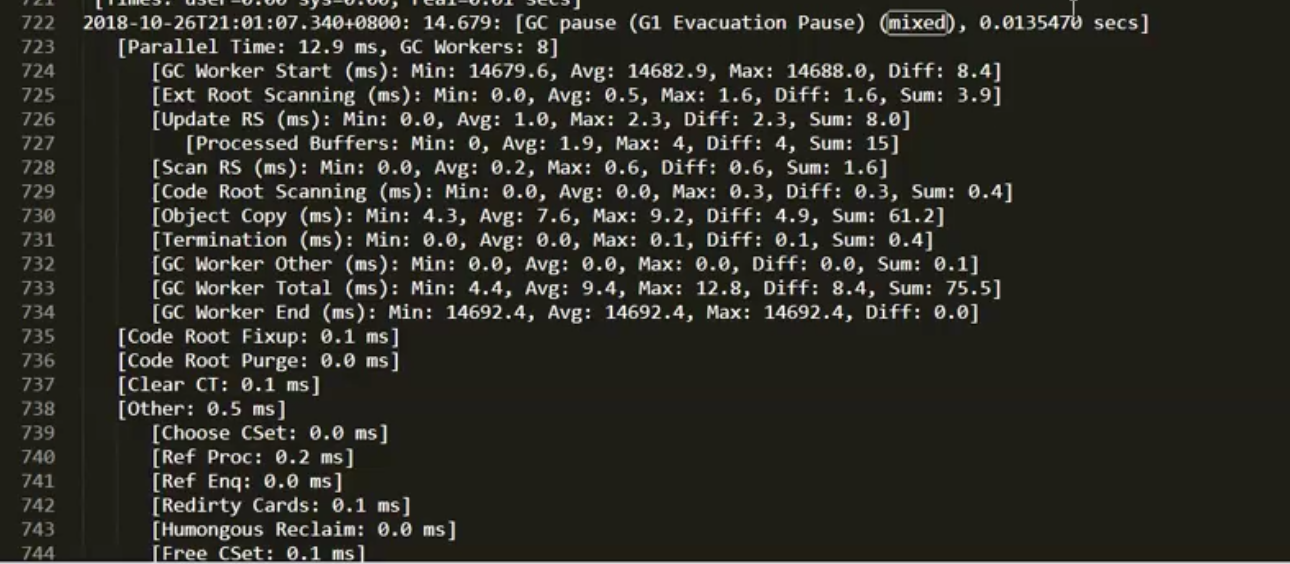 721 [Times: user=0.00 sys=0.00, real=0.01 secs]
722 2018-10-26T21:01:07.340+0800: 14.679: [GC pause (G1 Evacuation Pause) (mixed), 0.0135470 secs]
723 [Parallel Time: 12.9 ms, GC Workers: 8]
724 [GC Worker Start (ms): Min: 14679.6, Avg: 14682.9, Max: 14688.0, Diff: 8.4]
725 [Ext Root Scanning (ms): Min: 0.0, Avg: 0.5, Max: 1.6, Diff: 1.6, Sum: 3.9]
726 [Update RS (ms): Min: 0.0, Avg: 1.0, Max: 2.3, Diff: 2.3, Sum: 8.0]
727 [Processed Buffers: Min: 0, Avg: 1.9, Max: 4, Diff: 4, Sum: 15]
728 [Scan RS (ms): Min: 0.0, Avg: 0.2, Max: 0.6, Diff: 0.6, Sum: 1.6]
729 [Code Root Scanning (ms): Min: 0.0, Avg: 0.0, Max: 0.3, Diff: 0.3, Sum: 0.4]
730 [Object Copy (ms): Min: 4.3, Avg: 7.6, Max: 9.2, Diff: 4.9, Sum: 61.2]
731 [Termination (ms): Min: 0.0, Avg: 0.0, Max: 0.1, Diff: 0.1, Sum: 0.4]
732 [GC Worker Other (ms): Min: 0.0, Avg: 0.0, Max: 0.0, Diff: 0.0, Sum: 0.1]
733 [GC Worker Total (ms): Min: 4.4, Avg: 9.4, Max: 12.8, Diff: 8.4, Sum: 75.5]
734 [GC Worker End (ms): Min: 14692.4, Avg: 14692.4, Max: 14692.4, Diff: 0.0]
735 [Code Root Fixup: 0.1 ms]
736 [Code Root Purge: 0.0 ms]
737 [Clear CT: 0.1 ms]
738 [Other: 0.5 ms]
739 [Choose CSet: 0.0 ms]
740 [Ref Proc: 0.2 ms]
741 [Ref Enq: 0.0 ms]
742 [Redirty Cards: 0.1 ms]
743 [Humongous Reclaim: 0.0 ms]
744 [Free CSet: 0.1 ms]